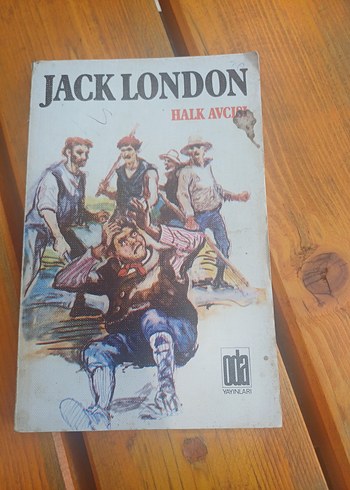 JACK LONDON
HALK AVCISI
oda
YAYINLARI